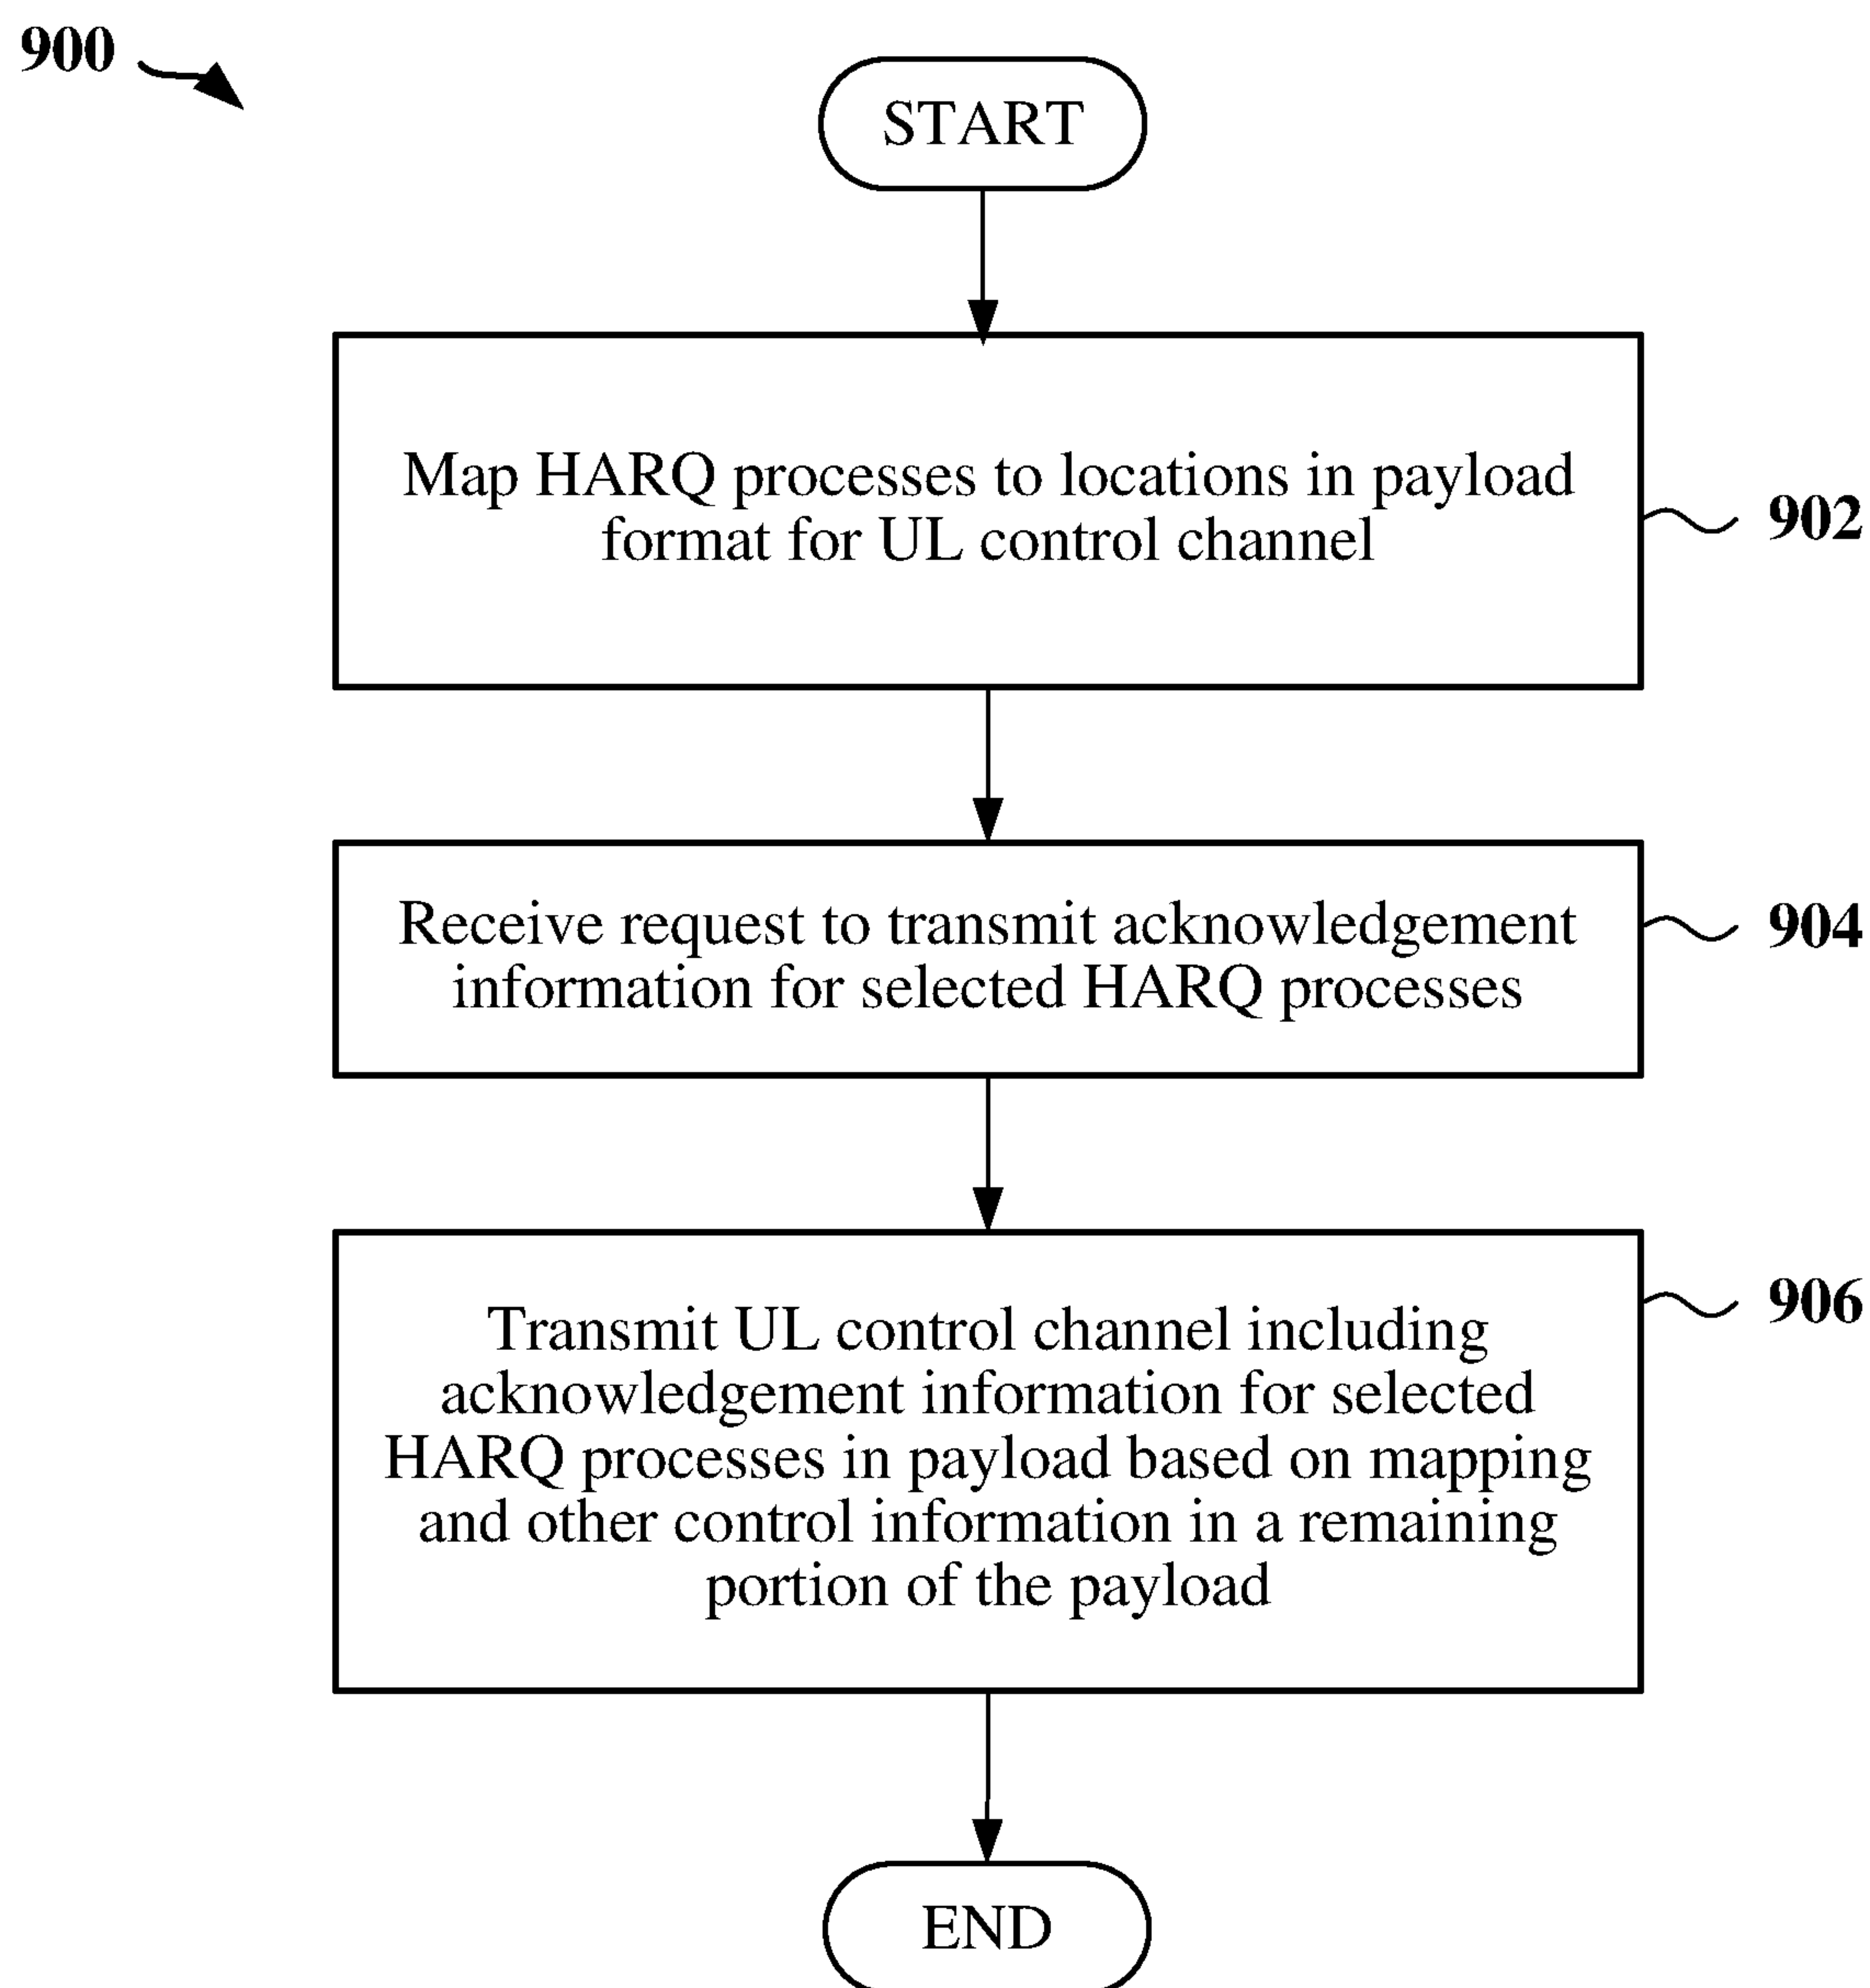 900
START
Map HARQ processes to locations in payload
format for UL control channel
902
Receive request to transmit acknowledgement
information for selected HARQ processes
904
Transmit UL control channel including
acknowledgement information for selected
HARQ processes in payload based on mapping
and other control information in a remaining
portion of the payload
906
END